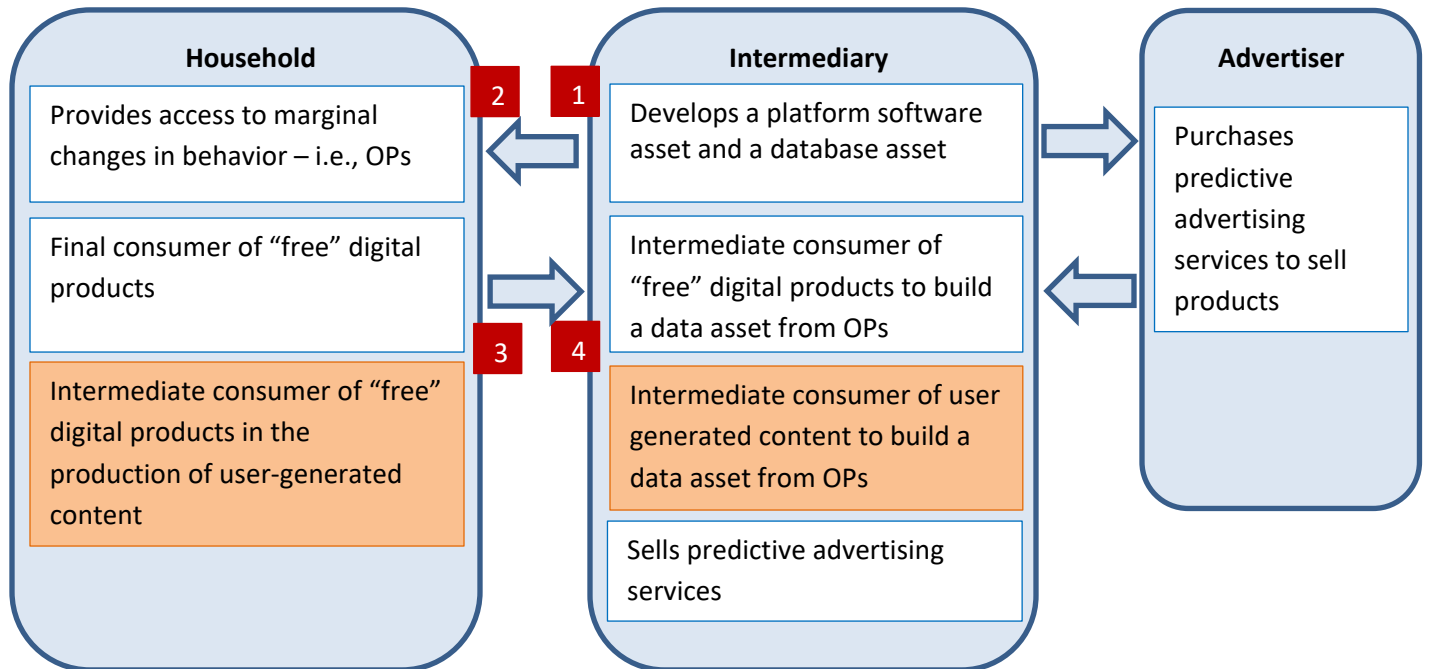 Household
2
Provides access to marginal
changes in behavior – i.e., OPs
Final consumer of “free” digital
products
3
Intermediate consumer of “free”
digital products in the
production of user-generated
content
Intermediary
1
Develops a platform software
asset and a database asset
Intermediate consumer of
“free” digital products to build
a data asset from OPs
4
Intermediate consumer of user
generated content to build a
data asset from OPs
Sells predictive advertising
services
Advertiser
Purchases
predictive
advertising
services to sell
products